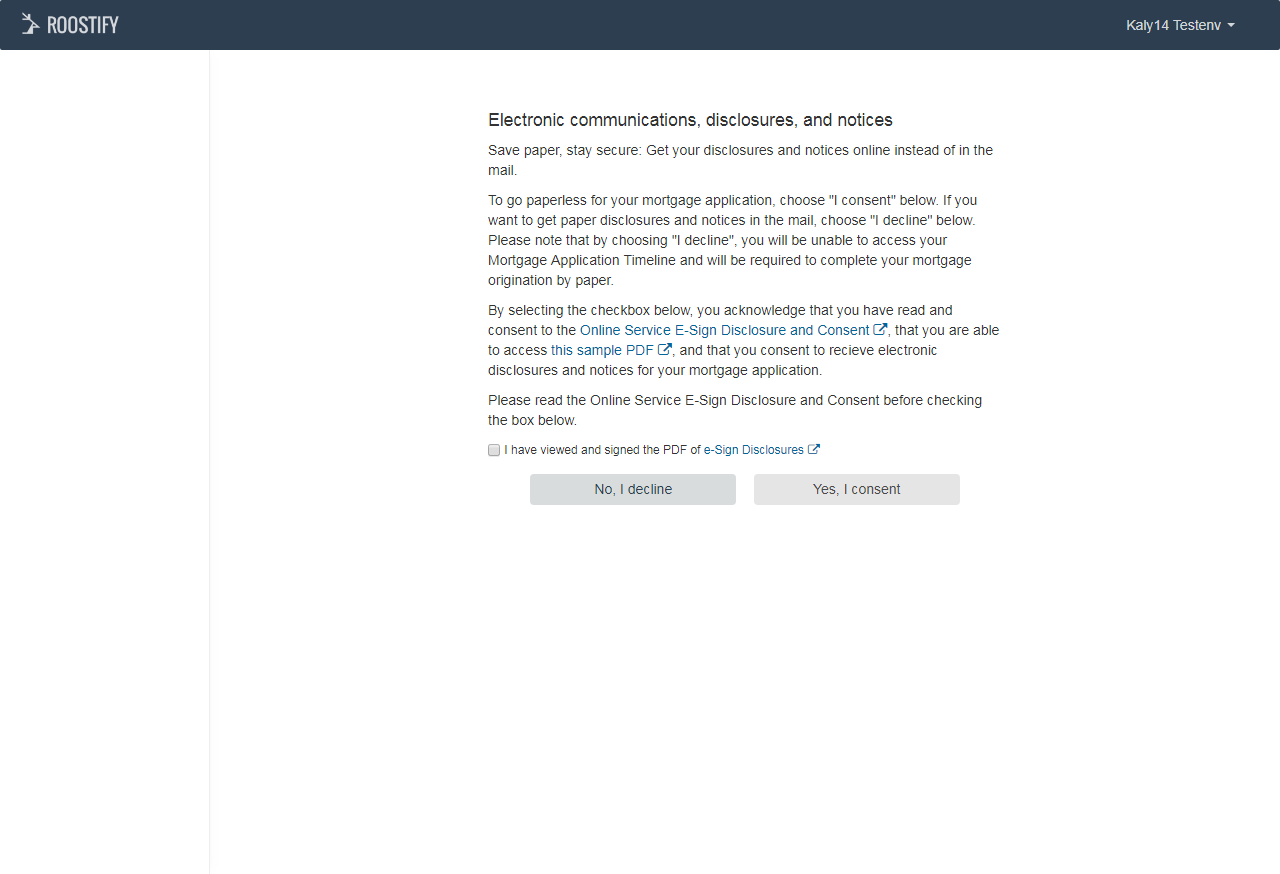 ROOSTIFY
Kaly14 Testenv
Electronic communications, disclosures, and notices
Save paper, stay secure: Get your disclosures and notices online instead of in the
mail.
To go paperless for your mortgage application, choose "I consent" below. If you
want to get paper disclosures and notices in the mail, choose "I decline" below.
Please note that by choosing "I decline", you will be unable to access your
Mortgage Application Timeline and will be required to complete your mortgage
origination by paper.
By selecting the checkbox below, you acknowledge that you have read and
consent to the Online Service E-Sign Disclosure and Consent, that you are able
to access this sample PDF, and that you consent to recieve electronic
disclosures and notices for your mortgage application.
Please read the Online Service E-Sign Disclosure and Consent before checking
the box below.
I have viewed and signed the PDF of e-Sign Disclosures
No, I decline
Yes, I consent